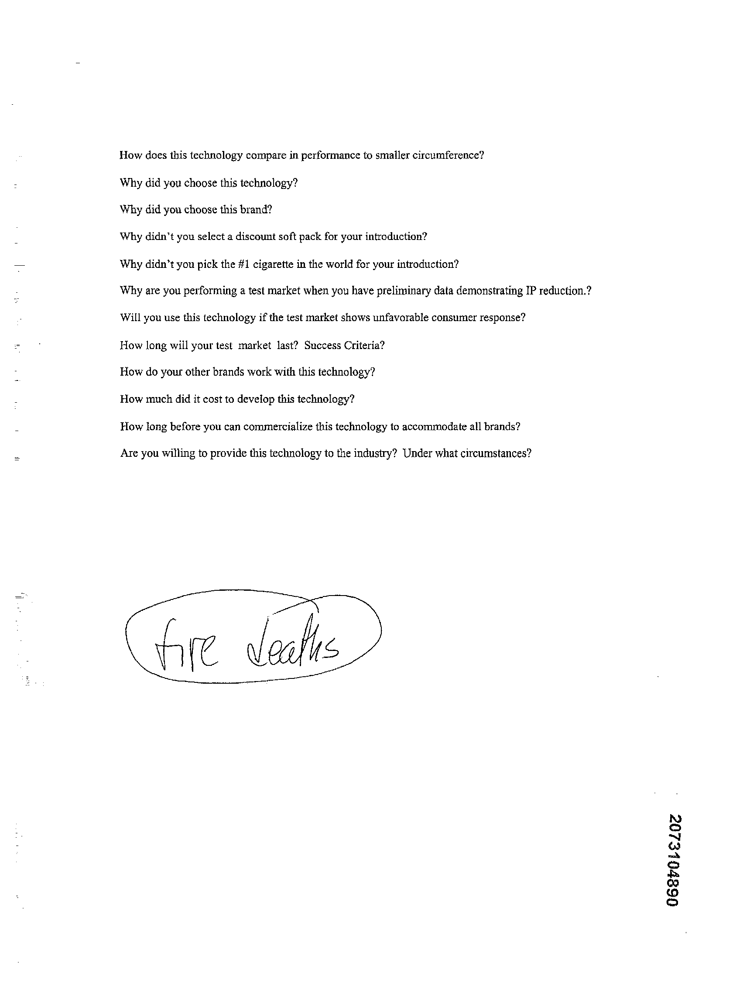 How does this technology compare in performance to smaller circumference?
Why did you choose this technology?
Why did you choose this brand?
Why didn't you select a discount soft pack for your introduction?
Why didn't you pick the #1 cigarette in the world for your introduction?
Why are you performing a test market when you have preliminary data demonstrating IP reduction.?
Will you use this technology if the test market shows unfavorable consumer response?
How long will your test market last? Success Criteria?
How do your other brands work with this technology?
How much did it cost to develop this technology?
How long before you can commercialize this technology to accommodate all brands?
Are you willing to provide this technology to the industry? Under what circumstances?
fire deaths
2073104890